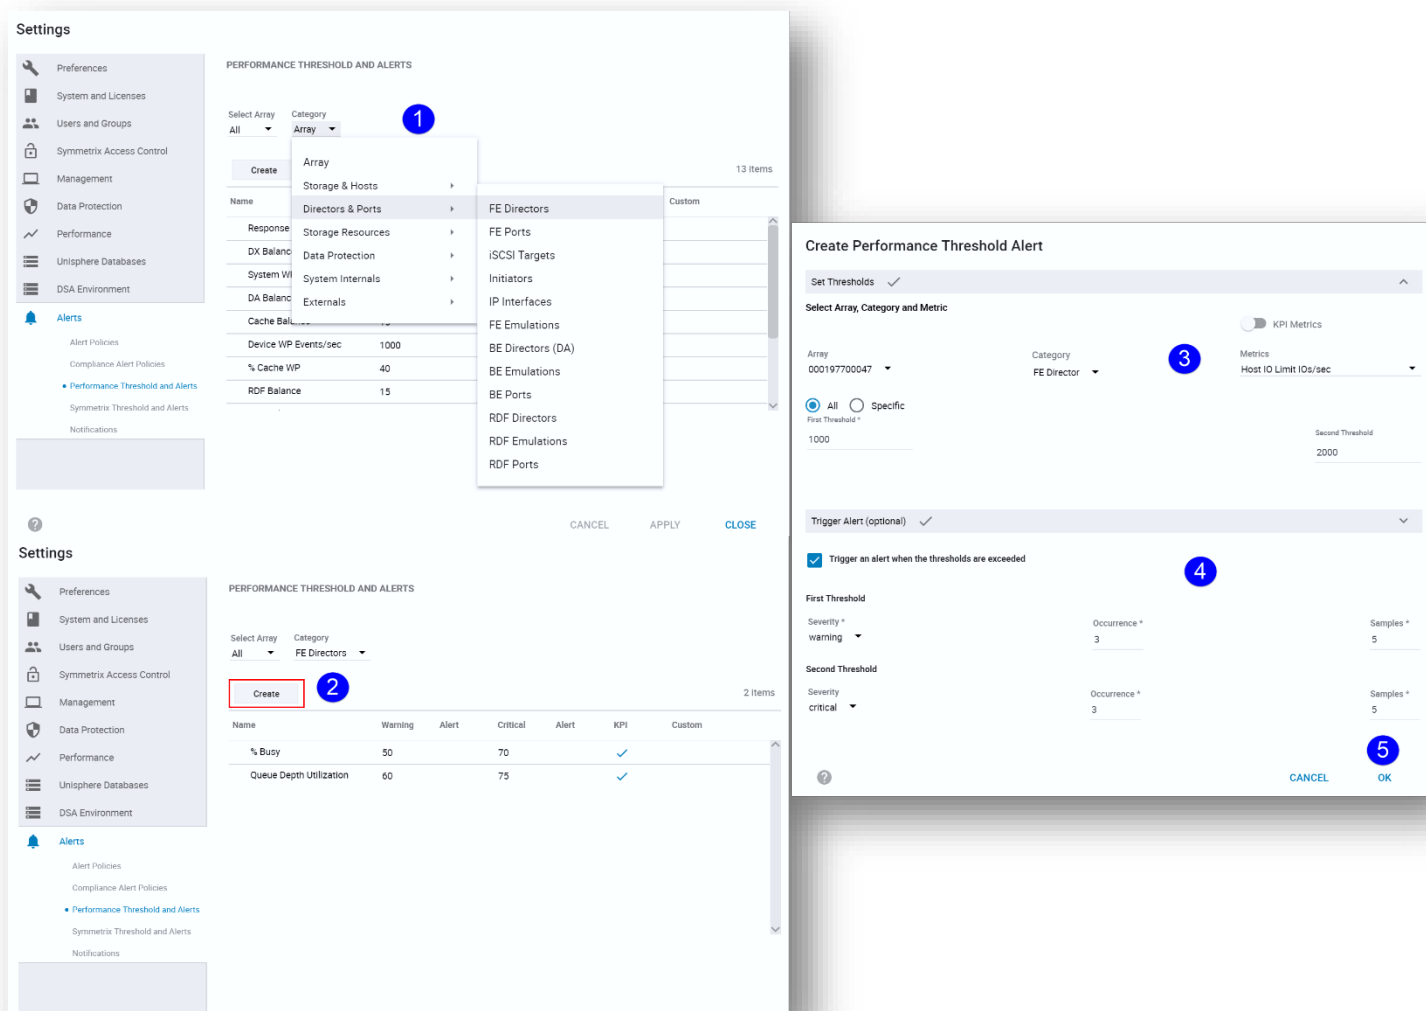 Settings
Preferences
System and Licenses
Users and Groups
Symmetrix Access Control
Management
Data Protection
Performance
Unisphere Databases
DSA Environment
Alerts
Alert Policies
Compliance Alert Policies
Performance Threshold and Alerts
Symmetrix Threshold and Alerts
Notifications
PERFORMANCE THRESHOLD AND ALERTS
Select Array Category
All Array
1
Create 13 Items
Name Custom
Response
DX Balanc
System W
DA Balanc
Cache Bal
Device WP Events/sec 1000
% Cache WP 40
RDF Balance 15
Array
Storage & Hosts
Directors & Ports
Storage Resources
Data Protection
System Internals
Externals
FE Directors
FE Ports
iSCSI Targets
Initiators
IP Interfaces
FE Emulations
BE Directors (DA)
BE Emulations
BE Ports
RDF Directors
RDF Emulations
RDF Ports
? CANCEL APPLY CLOSE
Settings
Preferences
System and Licenses
Users and Groups
Symmetrix Access Control
Management
Data Protection
Performance
Unisphere Databases
DSA Environment
Alerts
Alert Policies
Compliance Alert Policies
Performance Threshold and Alerts
Symmetrix Threshold and Alerts
Notifications
PERFORMANCE THRESHOLD AND ALERTS
Select Array Category
All FE Directors
Create 2 2 Items
Name Warning Alert Critical Alert KPI Custom
% Busy 50 70
Queue Depth Utilization 60 75
Create Performance Threshold Alert
Set Thresholds
Select Array, Category and Metric
KPI Metrics
Array Category 3 Metrics
000197700047 FE Director Host IO Limit IOs/sec
All Specific
First Threshold *
1000
Second Threshold
2000
Trigger Alert (optional)
Trigger an alert when the thresholds are exceeded
4
First Threshold
Severity * Occurrence * Samples *
warning 3 5
Second Threshold
Severity Occurrence * Samples *
critical 3 5
5
? CANCEL OK